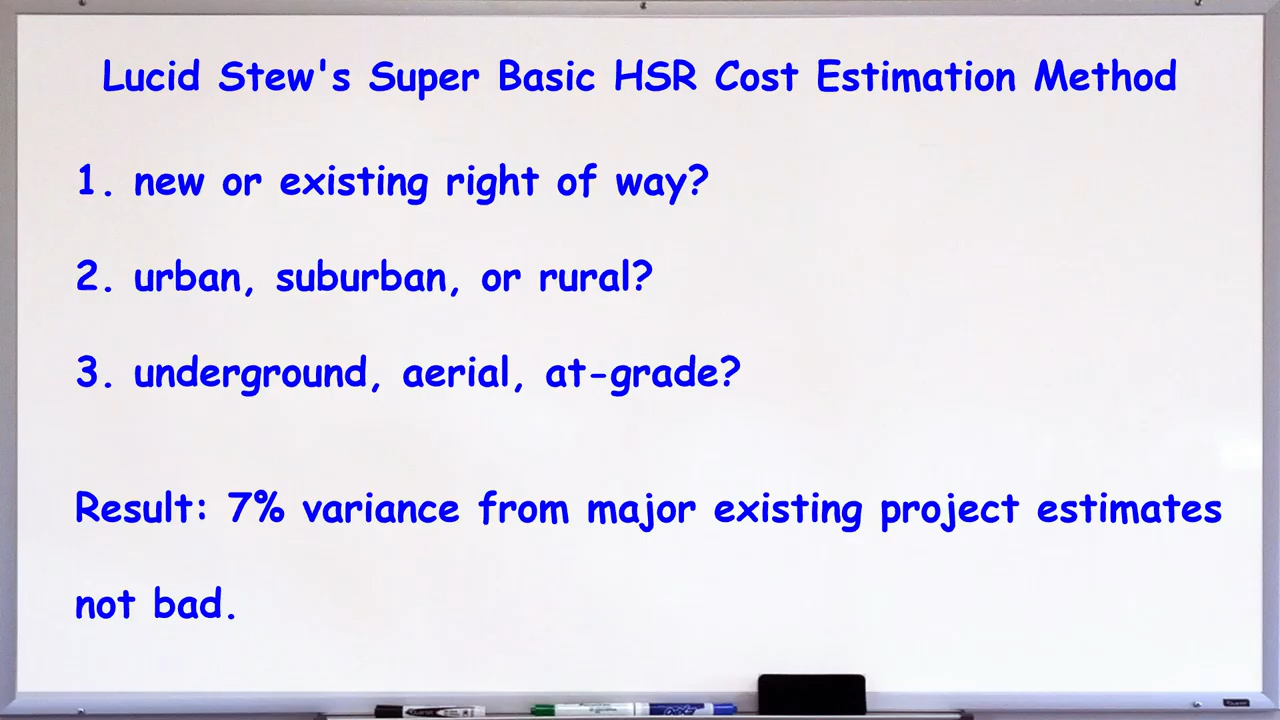 Lucid Stew's Super Basic HSR Cost Estimation Method
1. new or existing right of way?
2. urban, suburban, or rural?
3. underground, aerial, at-grade?
Result: 7% variance from major existing project estimates
not bad.